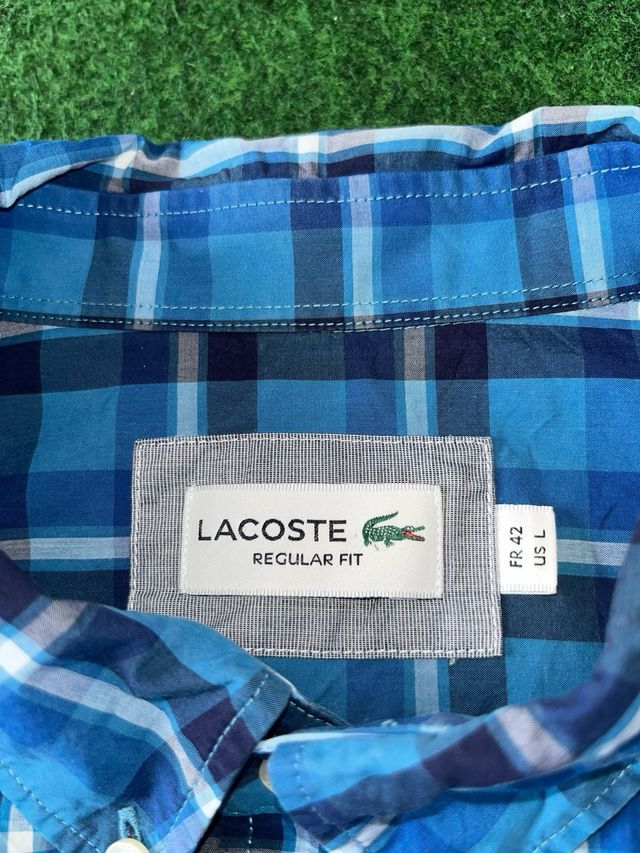 LACOSTE
REGULAR FIT
FR 42
US L